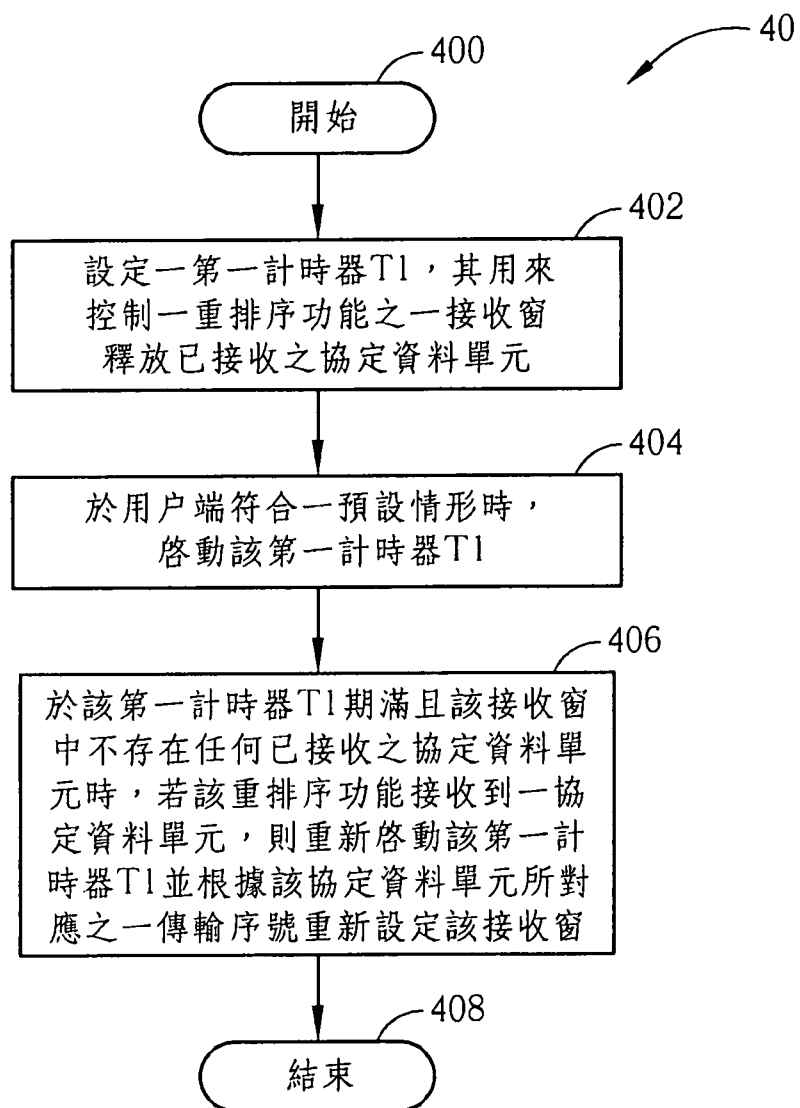 40
400
開始
402
設定一第一計時器T1，其用來
控制一重排序功能之一接收窗
釋放已接收之協定資料單元
404
於用户端符合一預設情形時，
啓動該第一計時器T1
406
於該第一計時器T1期滿且該接收窗
中不存在任何已接收之協定資料單
元時，若該重排序功能接收到一協
定資料單元，則重新啓動該第一計
時器T1並根據該協定資料單元所對
應之一傳輸序號重新設定該接收窗
408
結束